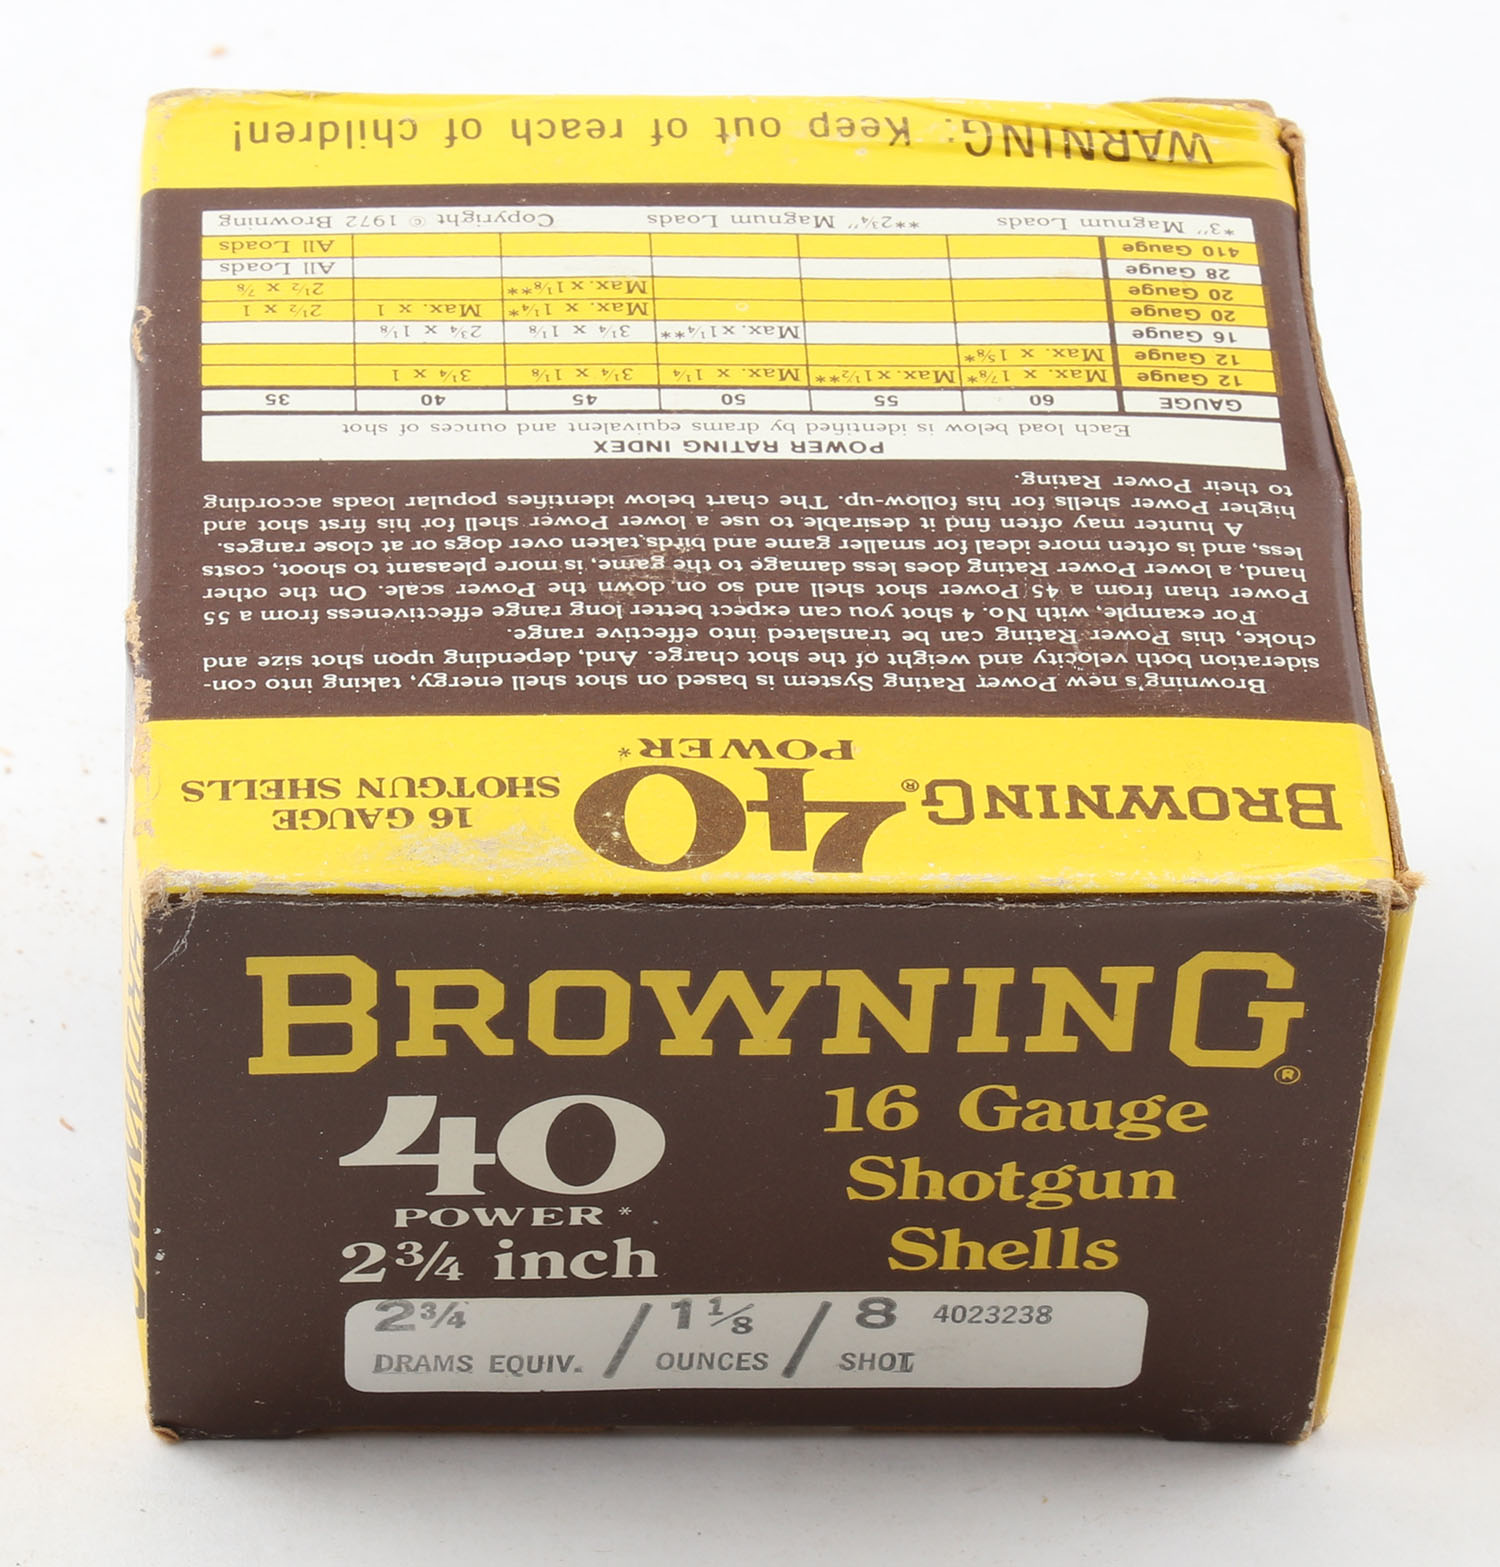 BROWNING®
40
POWER*
2¾ inch
16 Gauge
Shotgun
Shells
2¾ / 1⅛ / 8 4023238
DRAMS EQUIV. / OUNCES / SHOT
BROWNING® 40 POWER*
16 GAUGE
SHOTGUN SHELLS
Browning's new Power Rating System is based on shot shell energy, taking into con-
sideration both velocity and weight of the shot charge. And, depending upon shot size and
choke, this Power Rating can be translated into effective range.
For example, with No. 4 shot you can expect better long range effectiveness from a 55
Power than from a 45 Power shot shell and so on down the Power scale. On the other
hand, a lower Power Rating does less damage to the game, is more pleasant to shoot, costs
less, and is often more ideal for smaller game and birds taken over dogs or at close ranges.
A hunter may often find it desirable to use a lower Power shell for his first shot and
higher Power shells for his follow-up. The chart below identifies popular loads according
to their Power Rating.
POWER RATING INDEX
Each load below is identified by drams equivalent and ounces of shot
GAUGE 60 55 50 45 40 35
12 Gauge Max. x 1⅞* Max.x1½** Max. x 1¼ 3¼ x 1⅛ 3¼ x 1
12 Gauge Max. x 1⅝*
16 Gauge Max. x1¼** 3¼ x 1⅛ 2¾ x 1⅛
20 Gauge Max. x 1¼* Max. x 1 2½ x 1
20 Gauge Max. x 1⅛** 2½ x ⅞
28 Gauge All Loads
410 Gauge All Loads
*3" Magnum Loads **2¾" Magnum Loads Copyright © 1972 Browning
WARNING: Keep out of reach of children!